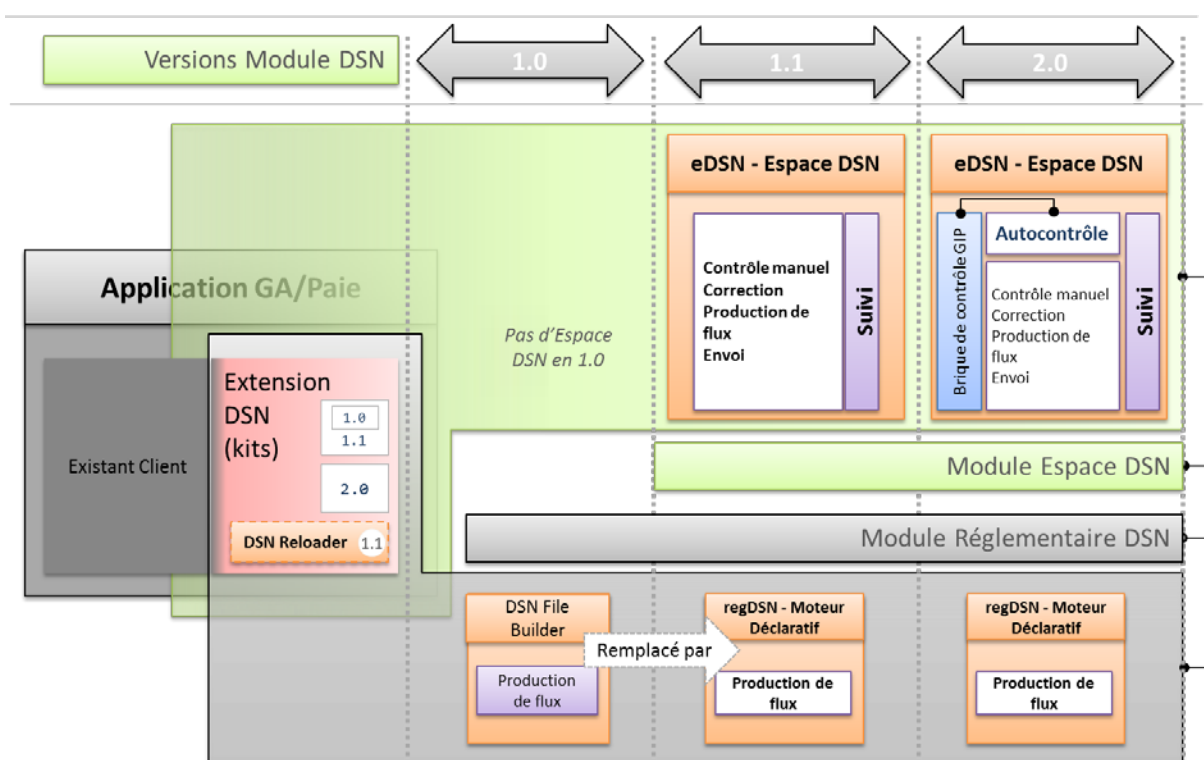 Versions Module DSN
1.0
1.1
2.0
eDSN - Espace DSN
Contrôle manuel
Correction
Production de
flux
Envoi
Suivi
eDSN - Espace DSN
Brique de contrôle GIP
Autocontrôle
Contrôle manuel
Correction
Production de
flux
Envoi
Suivi
Application GA/Paie
Pas d'Espace
DSN en 1.0
Existant Client
Extension
DSN
(kits)
1.0
1.1
2.0
DSN Reloader 1.1
Module Espace DSN
Module Réglementaire DSN
DSN File
Builder
Production
de flux
Remplacé par
regDSN - Moteur
Déclaratif
Production de
flux
regDSN - Moteur
Déclaratif
Production de
flux